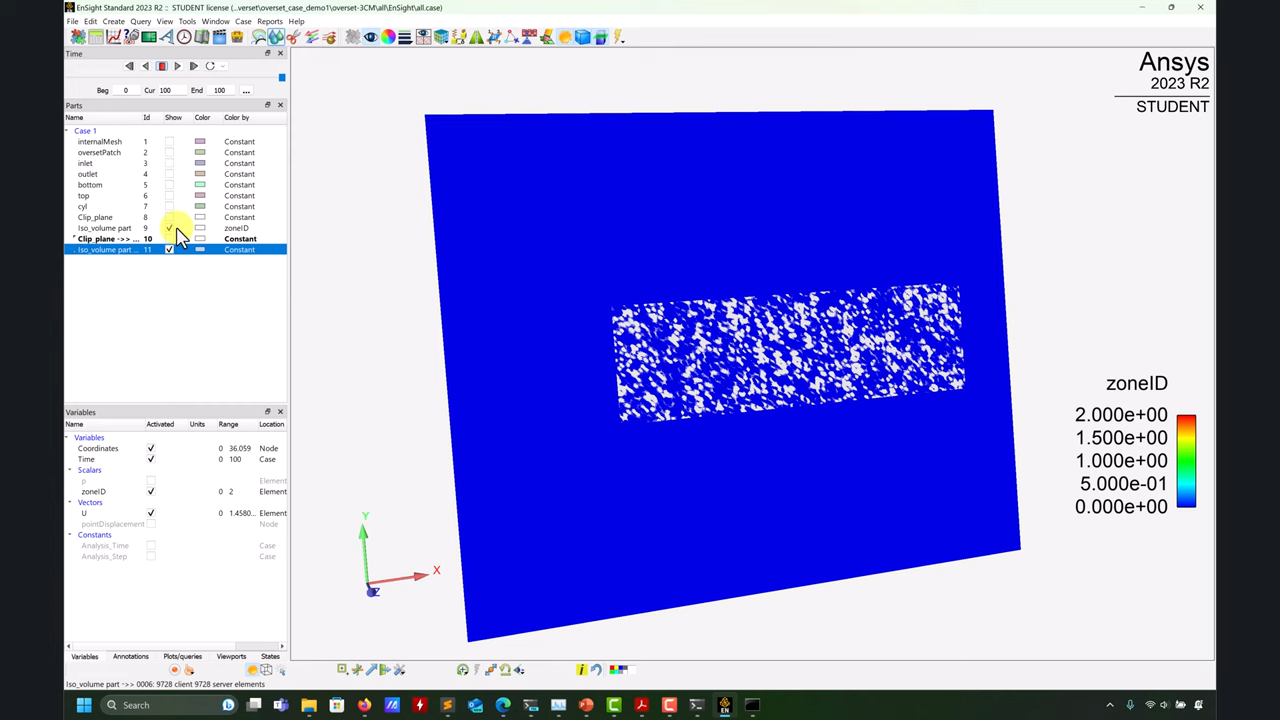 EnSight Standard 2023 R2 :: STUDENT license (...verset/overset_case_demo1/overset-3CM/all/EnSight/all.case)
File Edit Create Query View Tools Window Case Reports Help
Time
Beg 0 Cur 100 End 100 ...
Parts
Name Id Show Color Color by
Case 1
internalMesh 1 Constant
oversetPatch 2 Constant
inlet 3 Constant
outlet 4 Constant
bottom 5 Constant
top 6 Constant
cyl 7 Constant
Clip_plane 8 Constant
Iso_volume part 9 zoneID
Clip_plane ->> ... 10 Constant
Iso_volume part ... 11 Constant
Variables
Name Activated Units Range Location
Variables
Coordinates 0 36.059 Node
Time 0 100 Case
Scalars
p Element
zoneID 0 2 Element
Vectors
U 0 1.4580... Element
pointDisplacement Node
Constants
Analysis_Time Case
Analysis_Step Case
Variables Annotations Plots/queries Viewports States
Iso_volume part ->> 0006: 9728 client 9728 server elements
Ansys
2023 R2
STUDENT
zoneID
2.000e+00
1.500e+00
1.000e+00
5.000e-01
0.000e+00
Y
X
Z
Search
EN